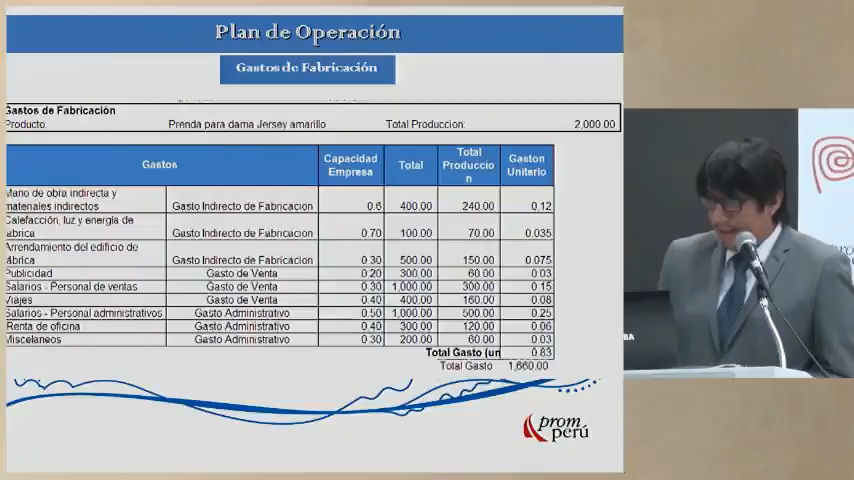 Plan de Operación
Gastos de Fabricación
Gastos de Fabricación
Producto: Prenda para dama Jersey amarillo Total Produccion: 2,000.00
Gastos Capacidad Empresa Total Total Produccio n Gaston Unitario
Mano de obra indirecta y materiales indirectos Gasto Indirecto de Fabricacion 0.6 400.00 240.00 0.12
Calefacción, luz y energía de fabrica Gasto Indirecto de Fabricacion 0.70 100.00 70.00 0.035
Arrendamiento del edificio de fábrica Gasto Indirecto de Fabricacion 0.30 500.00 150.00 0.075
Publicidad Gasto de Venta 0.20 300.00 60.00 0.03
Salarios - Personal de ventas Gasto de Venta 0.30 1,000.00 300.00 0.15
Viajes Gasto de Venta 0.40 400.00 160.00 0.08
Salarios - Personal administrativos Gasto Administrativo 0.50 1,000.00 500.00 0.25
Renta de oficina Gasto Administrativo 0.40 300.00 120.00 0.06
Miscelaneos Gasto Administrativo 0.30 200.00 60.00 0.03
Total Gasto (un 0.83
Total Gasto 1,660.00
prom
perú